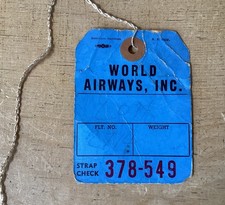 WORLD
AIRWAYS, INC.
FLT. NO. WEIGHT
STRAP
CHECK 378-549